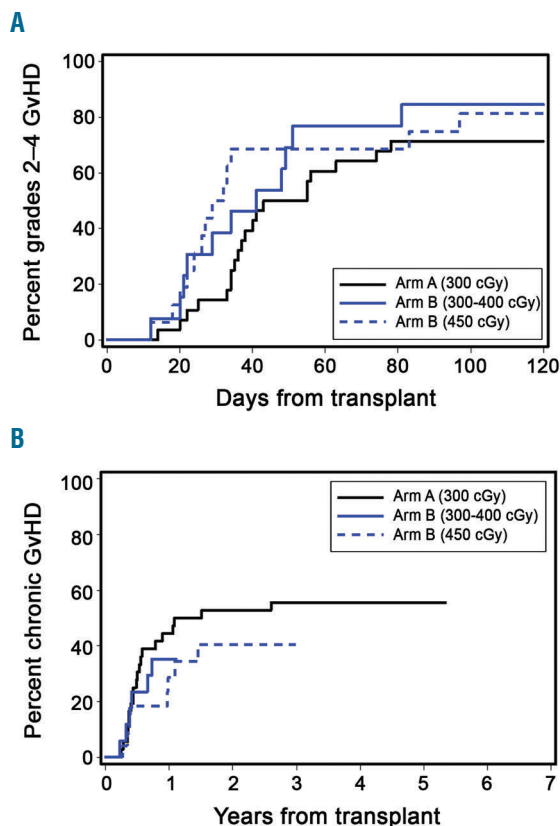 A
Percent grades 2–4 GvHD
100
80
60
40
20
0
Arm A (300 cGy)
Arm B (300-400 cGy)
Arm B (450 cGy)
0 20 40 60 80 100 120
Days from transplant
B
Percent chronic GvHD
100
80
60
40
20
0
Arm A (300 cGy)
Arm B (300-400 cGy)
Arm B (450 cGy)
0 1 2 3 4 5 6 7
Years from transplant